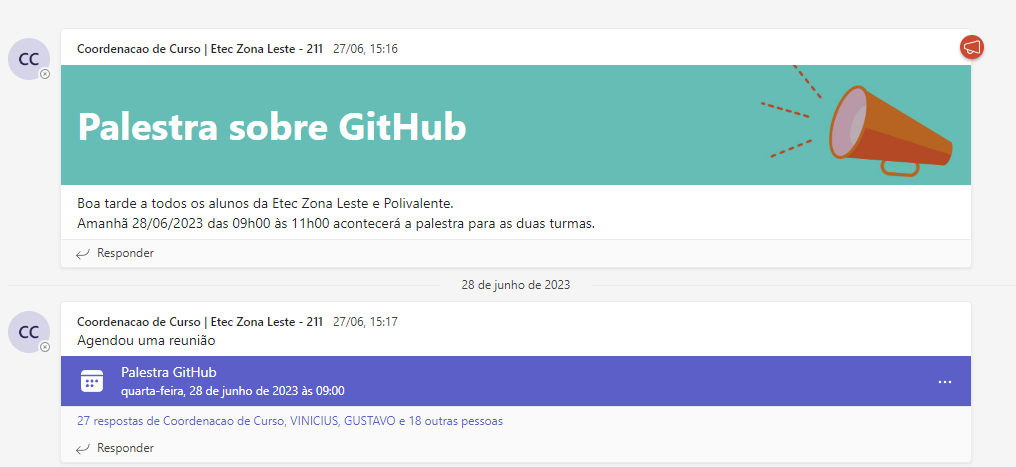 CC
Coordenacao de Curso | Etec Zona Leste - 211 27/06, 15:16
Palestra sobre GitHub
Boa tarde a todos os alunos da Etec Zona Leste e Polivalente.
Amanhã 28/06/2023 das 09h00 às 11h00 acontecerá a palestra para as duas turmas.
Responder
28 de junho de 2023
CC
Coordenacao de Curso | Etec Zona Leste - 211 27/06, 15:17
Agendou uma reunião
Palestra GitHub
quarta-feira, 28 de junho de 2023 às 09:00
27 respostas de Coordenacao de Curso, VINICIUS, GUSTAVO e 18 outras pessoas
Responder